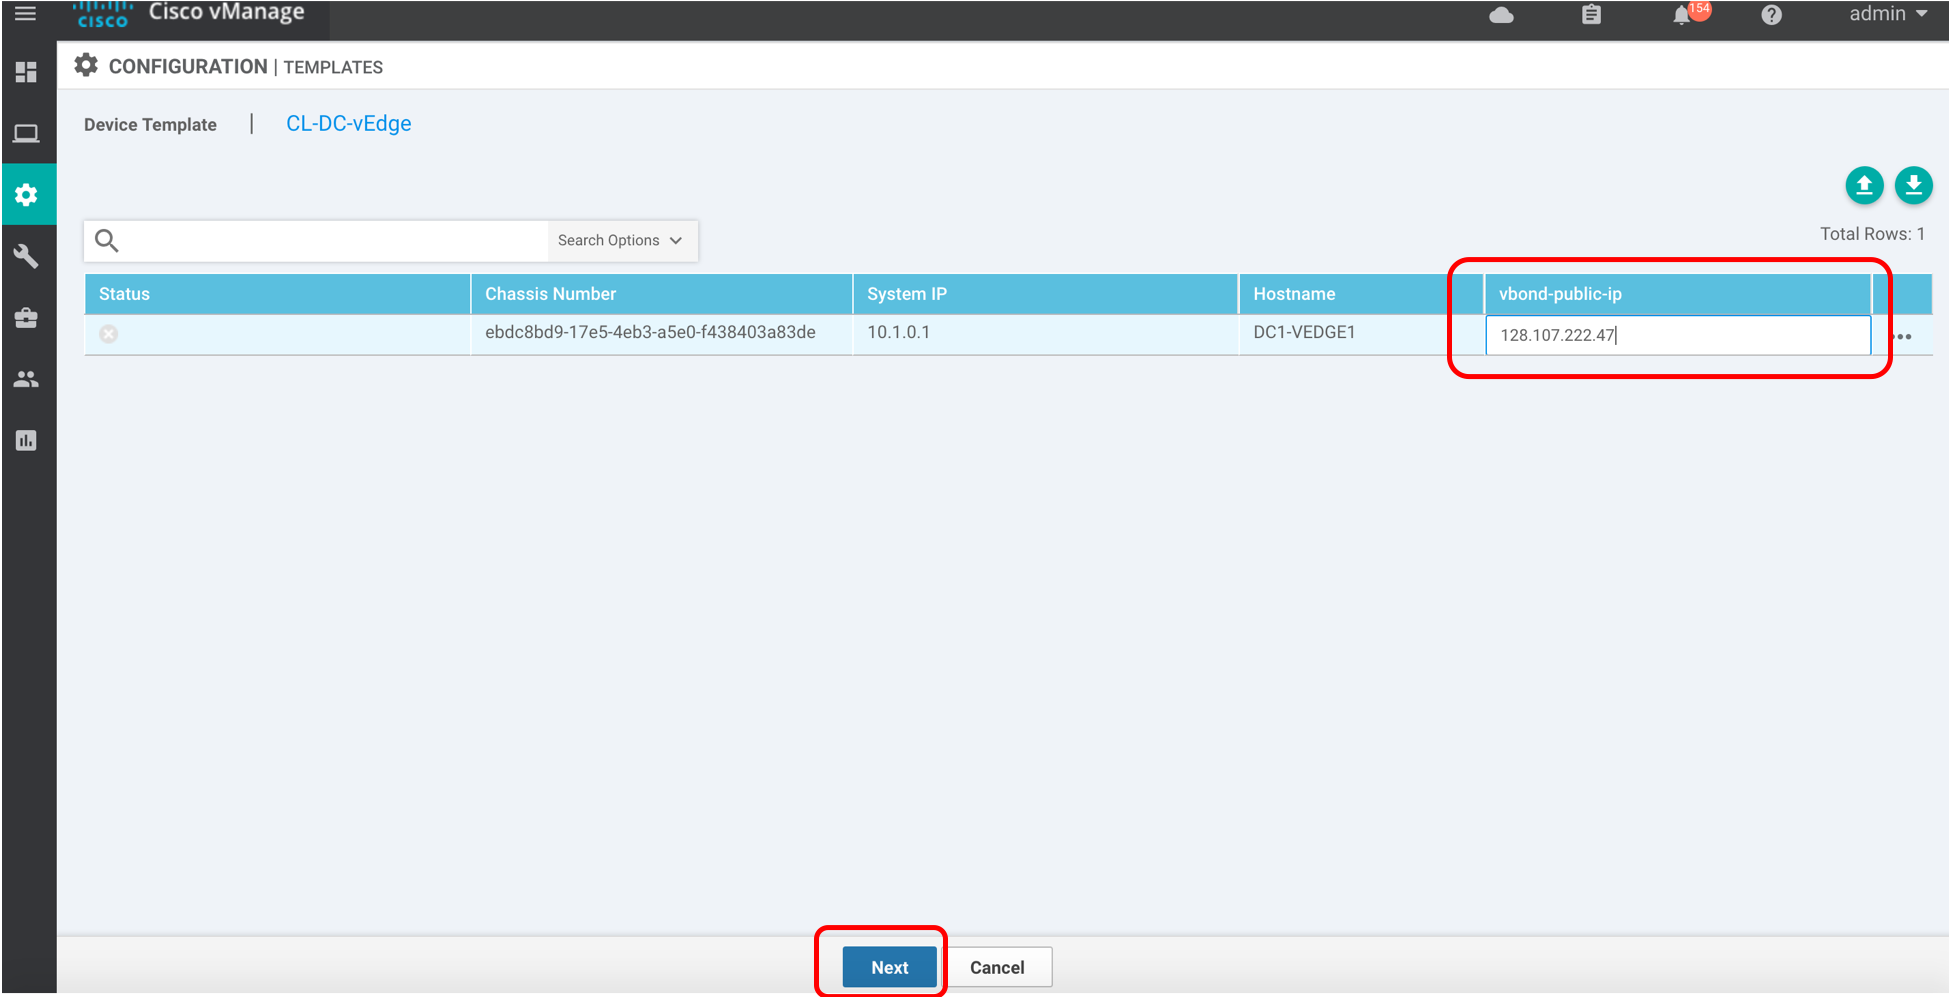 cisco Cisco vManage 154 admin
CONFIGURATION | TEMPLATES
Device Template | CL-DC-vEdge
Search Options
Total Rows: 1
Status Chassis Number System IP Hostname vbond-public-ip
ebdc8bd9-17e5-4eb3-a5e0-f438403a83de 10.1.0.1 DC1-VEDGE1 128.107.222.47 •••
Next Cancel